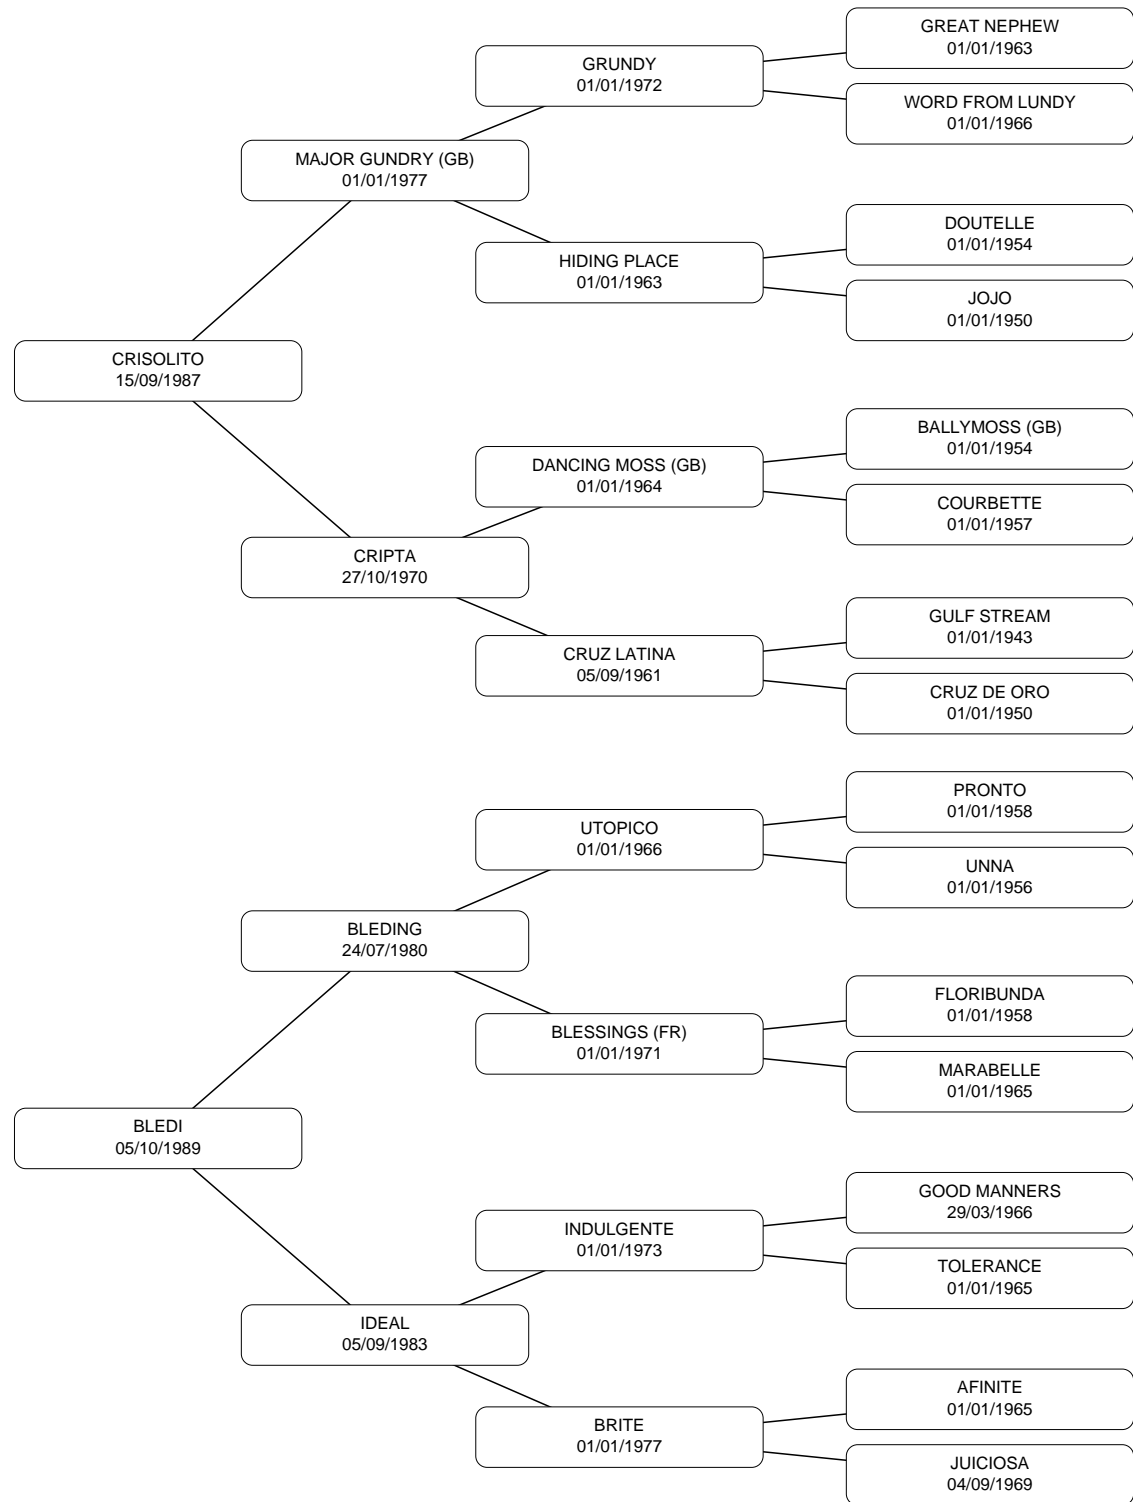 GREAT NEPHEW
01/01/1963
GRUNDY
01/01/1972
WORD FROM LUNDY
01/01/1966
MAJOR GUNDRY (GB)
01/01/1977
DOUTELLE
01/01/1954
HIDING PLACE
01/01/1963
JOJO
01/01/1950
CRISOLITO
15/09/1987
BALLYMOSS (GB)
01/01/1954
DANCING MOSS (GB)
01/01/1964
COURBETTE
01/01/1957
CRIPTA
27/10/1970
GULF STREAM
01/01/1943
CRUZ LATINA
05/09/1961
CRUZ DE ORO
01/01/1950
PRONTO
01/01/1958
UTOPICO
01/01/1966
UNNA
01/01/1956
BLEDING
24/07/1980
FLORIBUNDA
01/01/1958
BLESSINGS (FR)
01/01/1971
MARABELLE
01/01/1965
BLEDI
05/10/1989
GOOD MANNERS
29/03/1966
INDULGENTE
01/01/1973
TOLERANCE
01/01/1965
IDEAL
05/09/1983
AFINITE
01/01/1965
BRITE
01/01/1977
JUICIOSA
04/09/1969